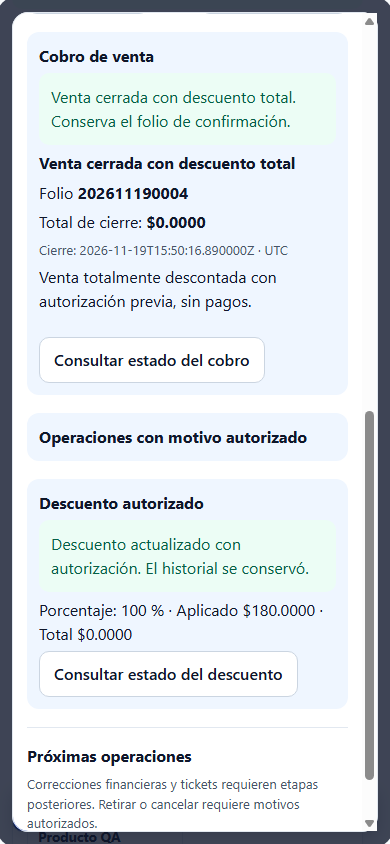 Cobro de venta
Venta cerrada con descuento total.
Conserva el folio de confirmación.
Venta cerrada con descuento total
Folio 202611190004
Total de cierre: $0.0000
Cierre: 2026-11-19T15:50:16.890000Z · UTC
Venta totalmente descontada con
autorización previa, sin pagos.
Consultar estado del cobro
Operaciones con motivo autorizado
Descuento autorizado
Descuento actualizado con
autorización. El historial se conservó.
Porcentaje: 100 % · Aplicado $180.0000 ·
Total $0.0000
Consultar estado del descuento
Próximas operaciones
Correcciones financieras y tickets requieren etapas
posteriores. Retirar o cancelar requiere motivos
autorizados.
Producto QA